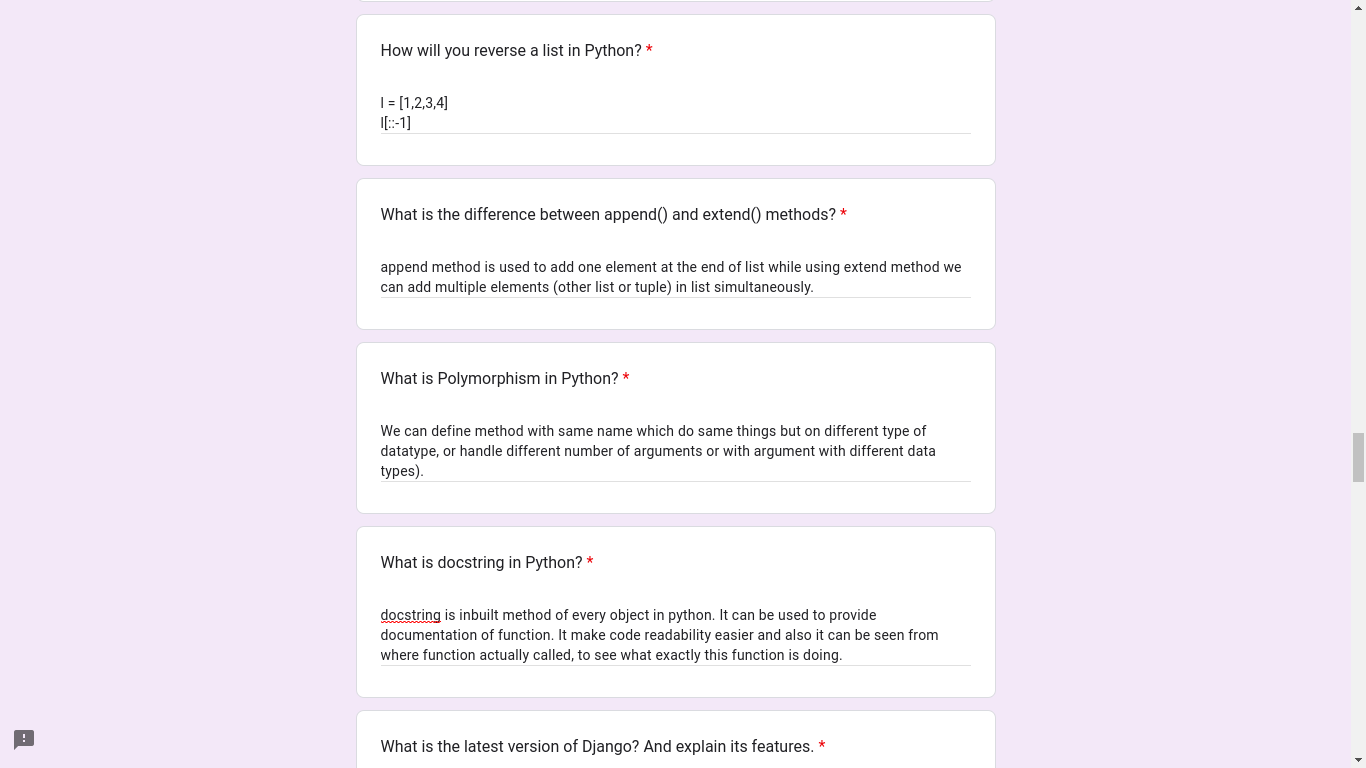 How will you reverse a list in Python? *
l = [1,2,3,4]
l[::-1]
What is the difference between append() and extend() methods? *
append method is used to add one element at the end of list while using extend method we
can add multiple elements (other list or tuple) in list simultaneously.
What is Polymorphism in Python? *
We can define method with same name which do same things but on different type of
datatype, or handle different number of arguments or with argument with different data
types).
What is docstring in Python? *
docstring is inbuilt method of every object in python. It can be used to provide
documentation of function. It make code readability easier and also it can be seen from
where function actually called, to see what exactly this function is doing.
What is the latest version of Django? And explain its features. *